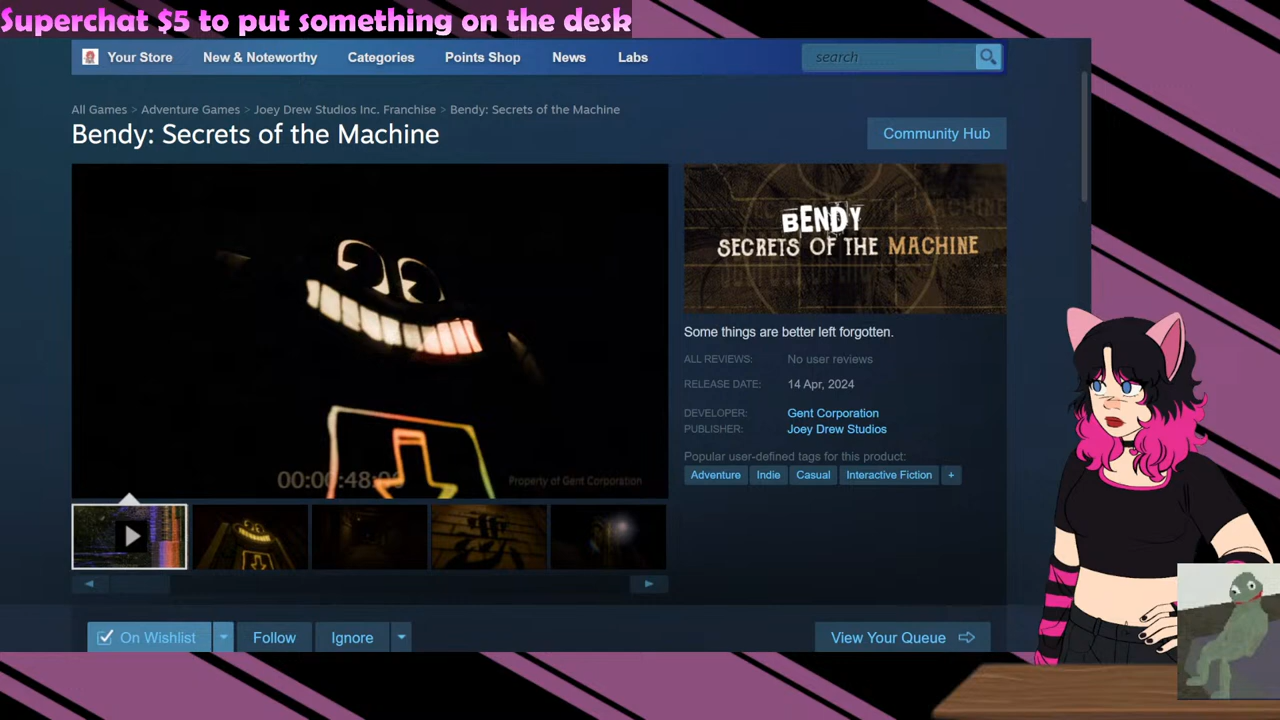 Superchat $5 to put something on the desk
Your Store New & Noteworthy Categories Points Shop News Labs search
All Games > Adventure Games > Joey Drew Studios Inc. Franchise > Bendy: Secrets of the Machine
Bendy: Secrets of the Machine
Community Hub
BENDY
SECRETS OF THE MACHINE
Some things are better left forgotten.
ALL REVIEWS: No user reviews
RELEASE DATE: 14 Apr, 2024
DEVELOPER: Gent Corporation
PUBLISHER: Joey Drew Studios
Popular user-defined tags for this product:
Adventure Indie Casual Interactive Fiction +
Property of Gent Corporation
On Wishlist Follow Ignore View Your Queue